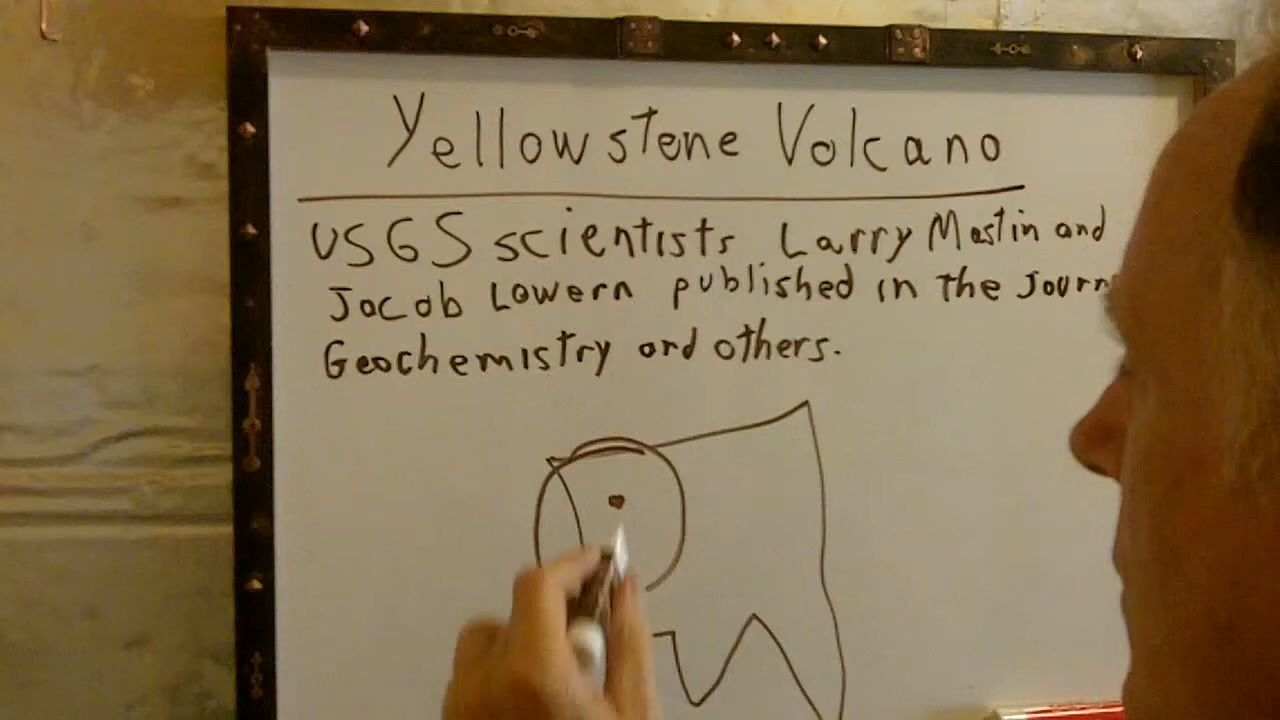 Yellowstone Volcano
USGS scientists Larry Mastin and
Jacob Lowern published in the Journ
Geochemistry and others.